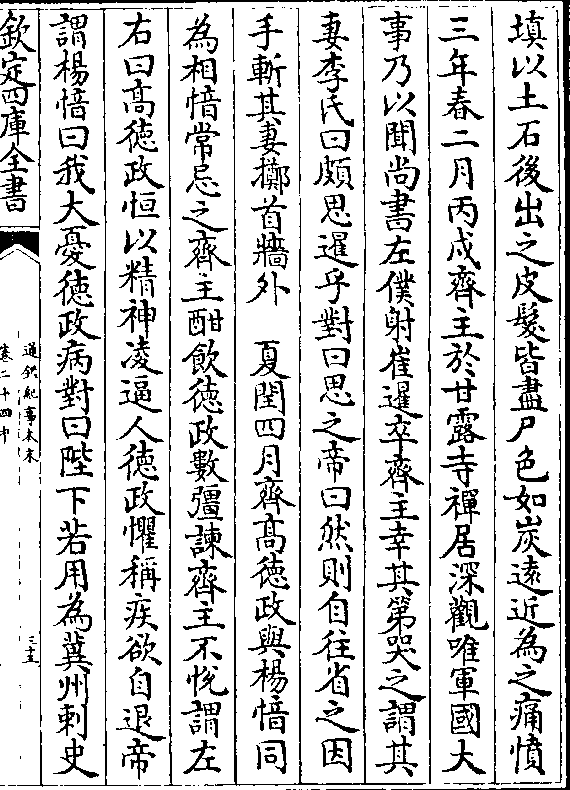 填以土石後出之皮髮皆盡尸色如炭遠近為之痛憤
三年春二月丙戍齊主於甘露寺禪居深觀唯軍國大
事乃以聞尚書左僕射崔暹卒齊主幸其第哭之謂其
妻李氏曰頗思暹乎對曰思之帝曰然則自往省之因
手斬其妻擲首牆外　夏閏四月齊髙徳政與楊愔同
為相愔常忌之齊主酣飲徳政數彊諫齊主不恱謂左
右曰髙徳政恒以精神凌逼人徳政懼稱疾欲自退帝
謂楊愔曰我大憂徳政病對曰陛下若用為冀州刺史
欽定四庫全書
通鑑紀事本末
卷二十四中
三十五